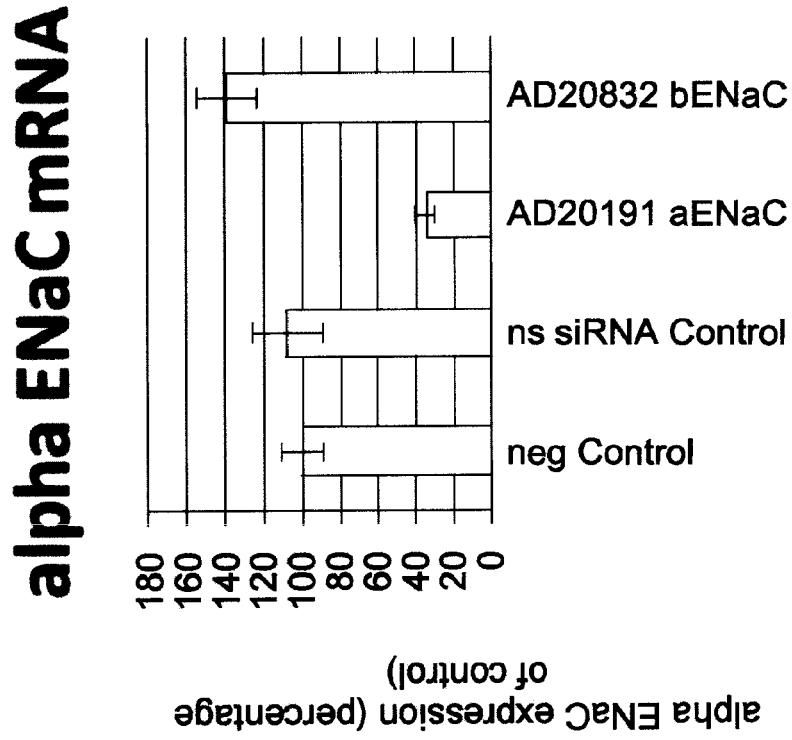 alpha ENaC mRNA
alpha ENaC expression (percentage
of control)
180
160
140
120
100
80
60
40
20
0
neg Control
ns siRNA Control
AD20191 aENaC
AD20832 bENaC